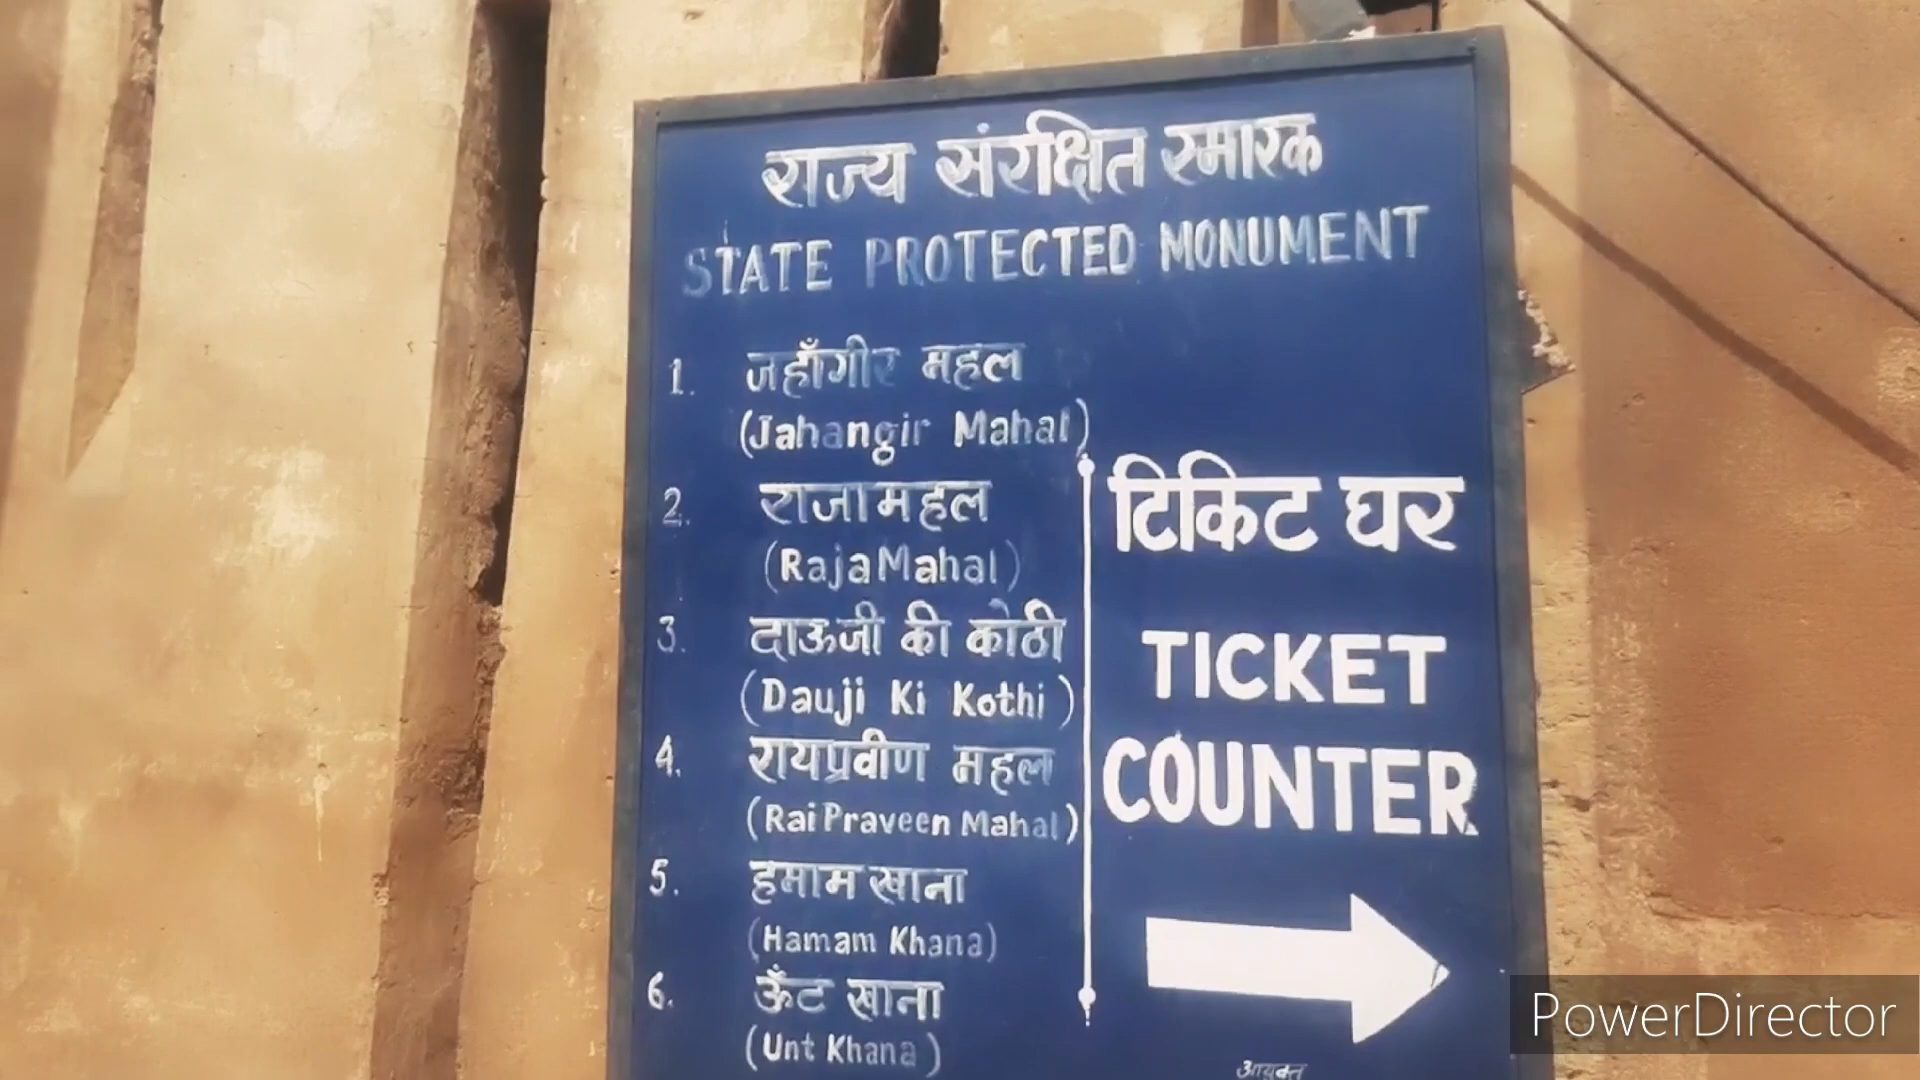 राज्य संरक्षित स्मारक
STATE PROTECTED MONUMENT
1. जहाँगीर महल
(Jahangir Mahal)
2. राजा महल
(Raja Mahal)
3. दाऊजी की कोठी
(Dauji Ki Kothi)
4. रायप्रवीण महल
(Rai Praveen Mahal)
5. हमाम खाना
(Hamam Khana)
6. ऊँट खाना
(Unt Khana)
टिकिट घर
TICKET
COUNTER
आयुक्त
PowerDirector